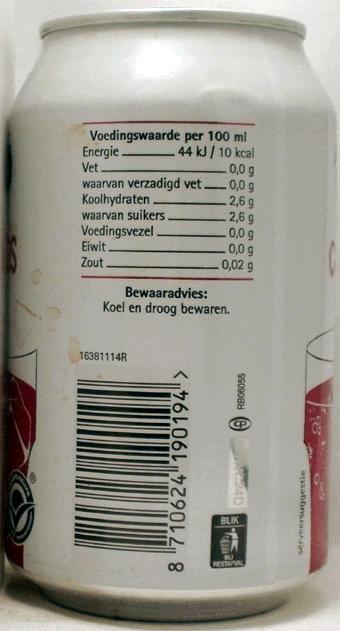 Voedingswaarde per 100 ml
Energie 44 kJ / 10 kcal
Vet 0,0 g
waarvan verzadigd vet 0,0 g
Koolhydraten 2,6 g
waarvan suikers 2,6 g
Voedingsvezel 0,0 g
Eiwit 0,0 g
Zout 0,02 g
Bewaaradvies:
Koel en droog bewaren.
16381114R
8 710624 190194 >
RB06055
BLIK
BIJ
RESTAFVAL
serveersuggestie
®